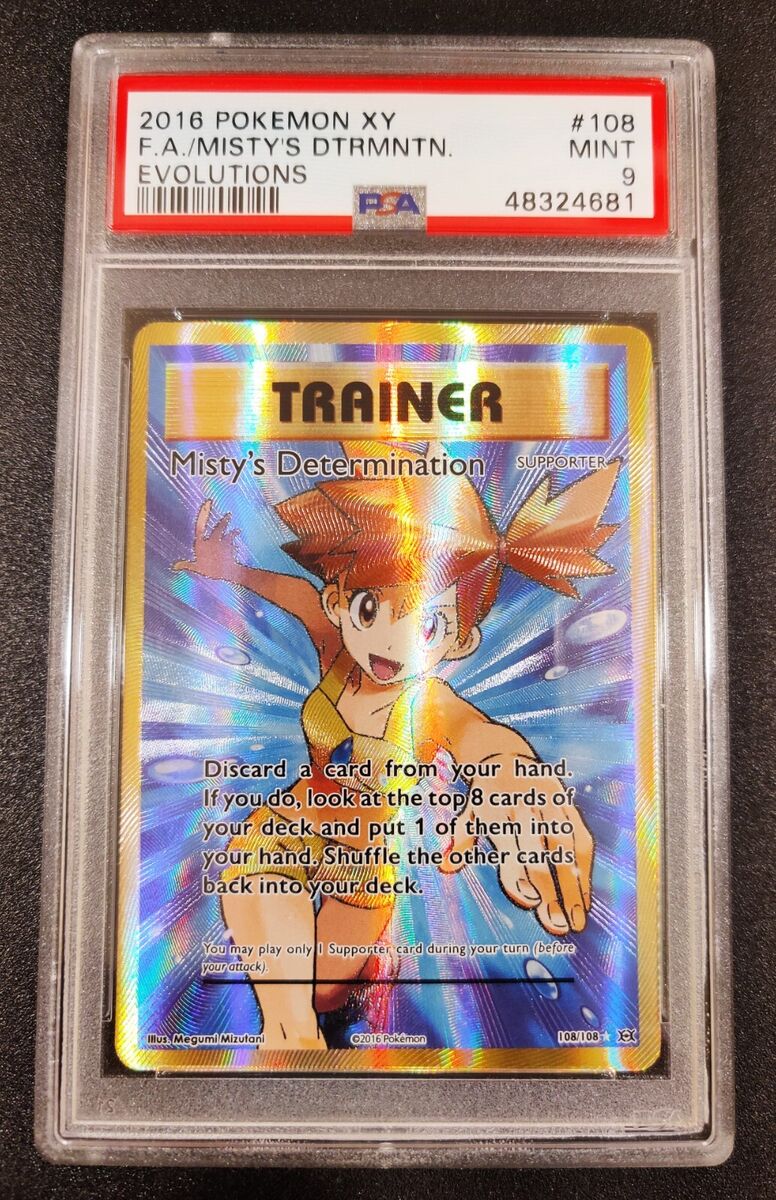 2016 POKEMON XY #108
F.A./MISTY'S DTRMNTN. MINT
EVOLUTIONS 9
PSA 48324681
TRAINER
Misty's Determination SUPPORTER
Discard a card from your hand.
If you do, look at the top 8 cards of
your deck and put 1 of them into
your hand. Shuffle the other cards
back into your deck.
You may play only 1 Supporter card during your turn (before
your attack).
Illus. Megumi Mizutani ©2016 Pokémon 108/108